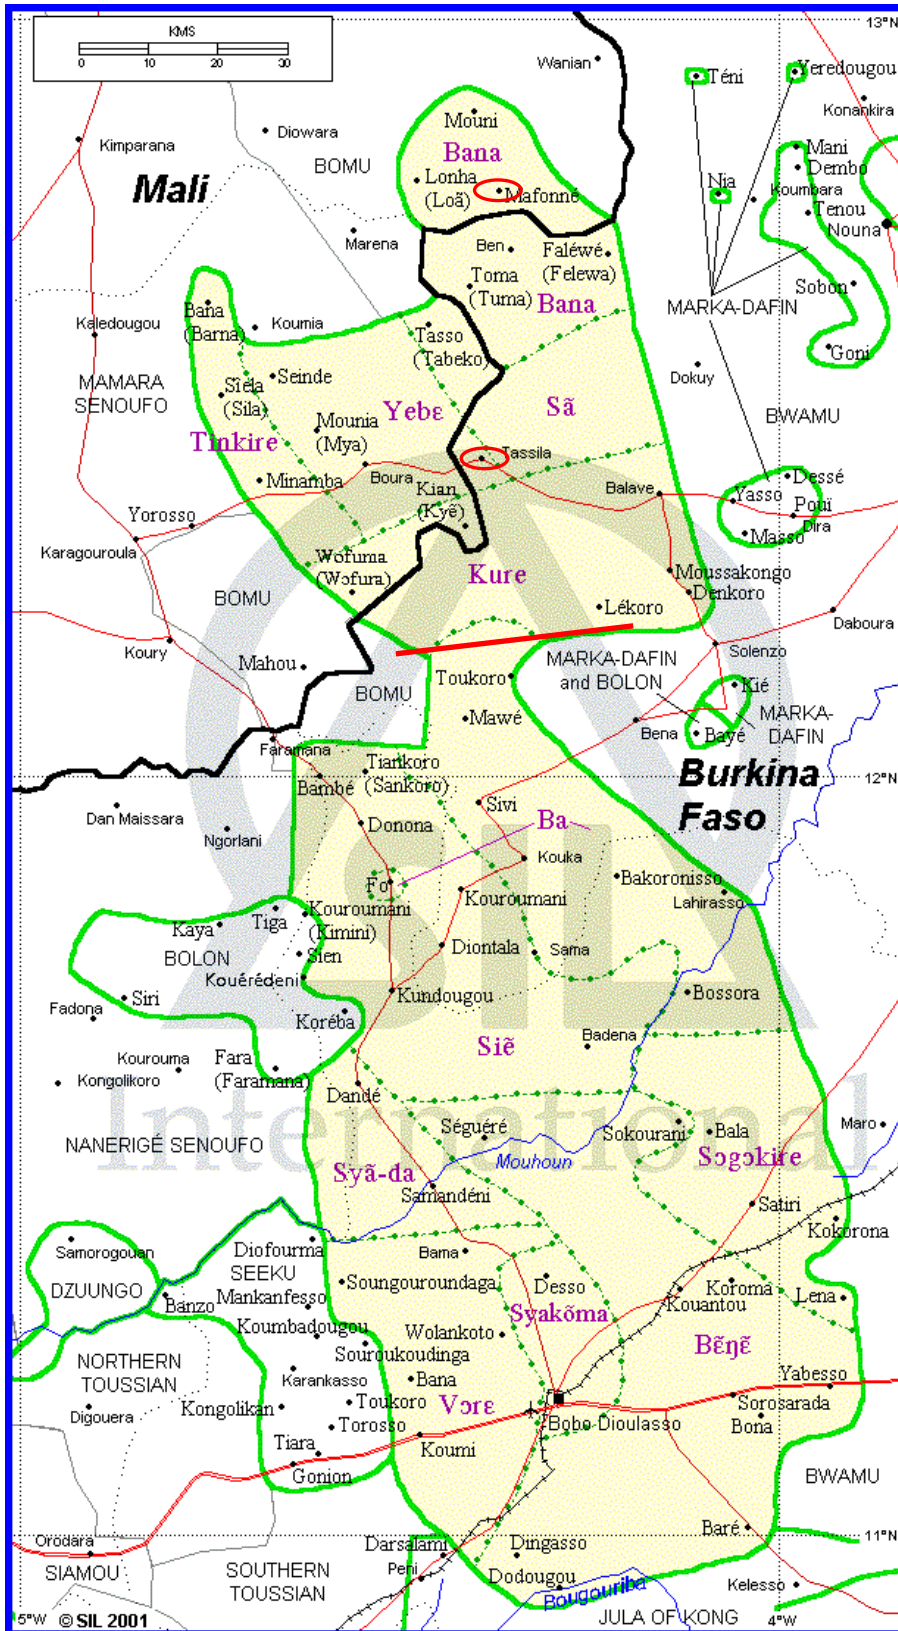 KMS
0 10 20 30
13°N
Wanian
Téni
Yeredougou
Konankira
Mouni
Diowara
Kimparana
BOMU
Bana
Mani
Dembo
Mali
Lonha
(Loã)
Mafonné
Nia
Koumbara
Tenou
Nouna
Marena
Ben
Faléwé
(Felewa)
Toma
(Tuma)
Bana
Sobon
MARKA-DAFIN
Bana
(Barna)
Koumia
Kaledougou
Tasso
(Tabeko)
Goni
Dokuy
MAMARA
SENOUFO
Seinde
Siela
(Sila)
Yebɛ
Sã
BWAMU
Mounia
(Mya)
Tinkire
Tassila
Boura
Minamba
Kian
(Kyẽ)
Balave
Dessé
Yasso
Pouï
Dira
Masso
Yorosso
Karagouroula
Wofuma
(Wɔfura)
Kure
Moussakongo
Denkoro
BOMU
Lékoro
Daboura
Koury
Solenzo
Mahou
BOMU
MARKA-DAFIN
and BOLON
Toukoro
Kié
MARKA-
DAFIN
Mawé
Bena
Bayé
Faramana
12°N
Tiankoro
(Sankoro)
Bambé
Burkina
Faso
Dan Maissara
Sivi
Ngorlani
Donona
Ba
Kouka
Fo
Bakoronisso
Lahirasso
Kouroumani
Tiga
Kouroumani
(Kimini)
Kaya
BOLON
Sien
Diontala
Sama
Kouérédeni
Kundougou
Siri
Fadona
Koréba
Bossora
SIL
Siẽ
Badena
Kourouma
Fara
(Faramana)
Kongolikoro
Dandé
International
Séguéré
Sokourani
Bala
Maro
NANERIGÉ SENOUFO
Mouhoun
Sɔgɔkire
Syã-da
Samandéni
Satiri
Kokorona
Samorogouan
Diofourma
SEEKU
Bama
DZUUNGO
Soungouroundaga
Desso
Koroma
Kouantou
Lena
Banzo
Mankanfesso
Syakõma
Koumbadougou
Wolankoto
Bẽŋẽ
Souroukoudinga
NORTHERN
TOUSSIAN
Karankasso
Bana
Yabesso
Sorosarada
Digouera
Kongolikan
Toukoro
Vɔrɛ
Bobo Dioulasso
Bona
Torosso
Tiara
Koumi
Gonion
BWAMU
Orodara
Baré
11°N
SIAMOU
Darsalami
Dingasso
SOUTHERN
TOUSSIAN
Peni
Dodougou
Bougouriba
Kelesso
5°W
© SIL 2001
JULA OF KONG
4°W